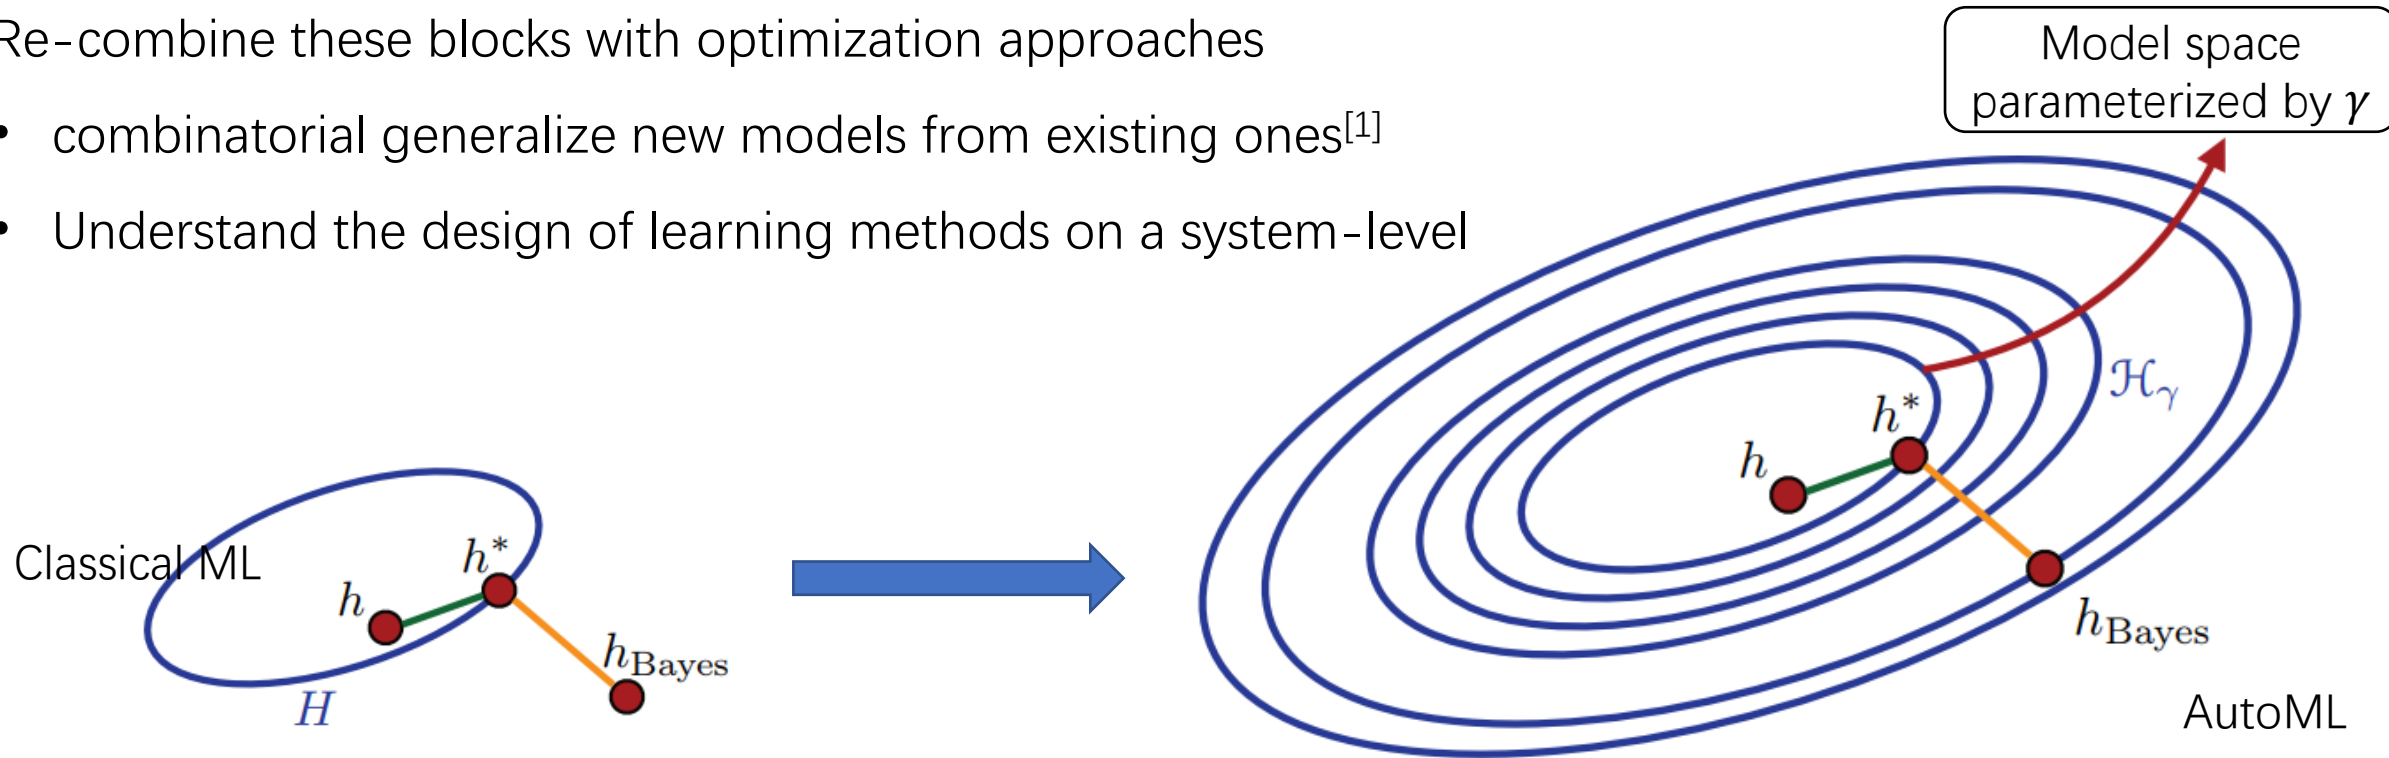 Re-combine these blocks with optimization approaches
• combinatorial generalize new models from existing ones[1]
• Understand the design of learning methods on a system-level
Model space
parameterized by γ
Classical ML
h
h*
hBayes
H
h
h*
ℋγ
hBayes
AutoML